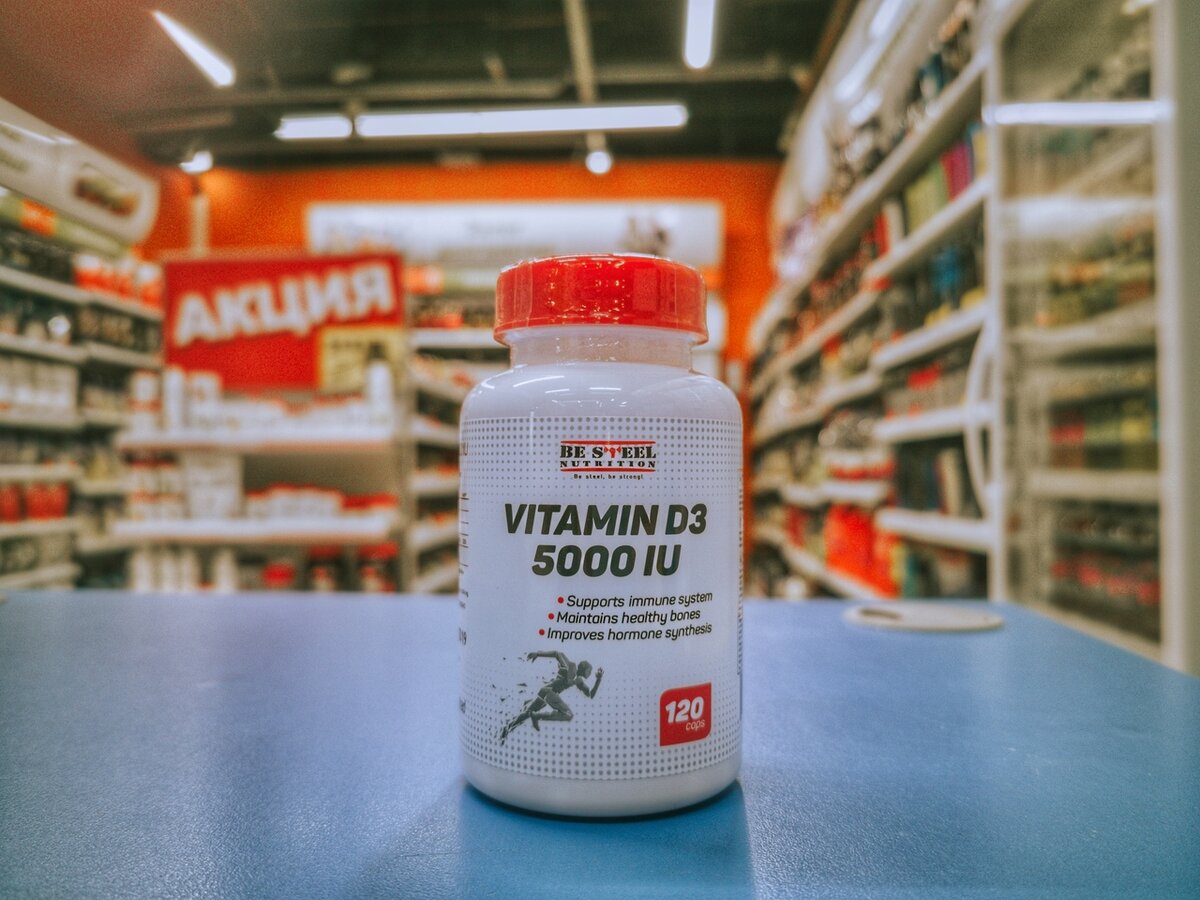 АКЦИЯ
BE STEEL
NUTRITION
Be steel, be strong!
VITAMIN D3
5000 IU
• Supports immune system
• Maintains healthy bones
• Improves hormone synthesis
120
caps